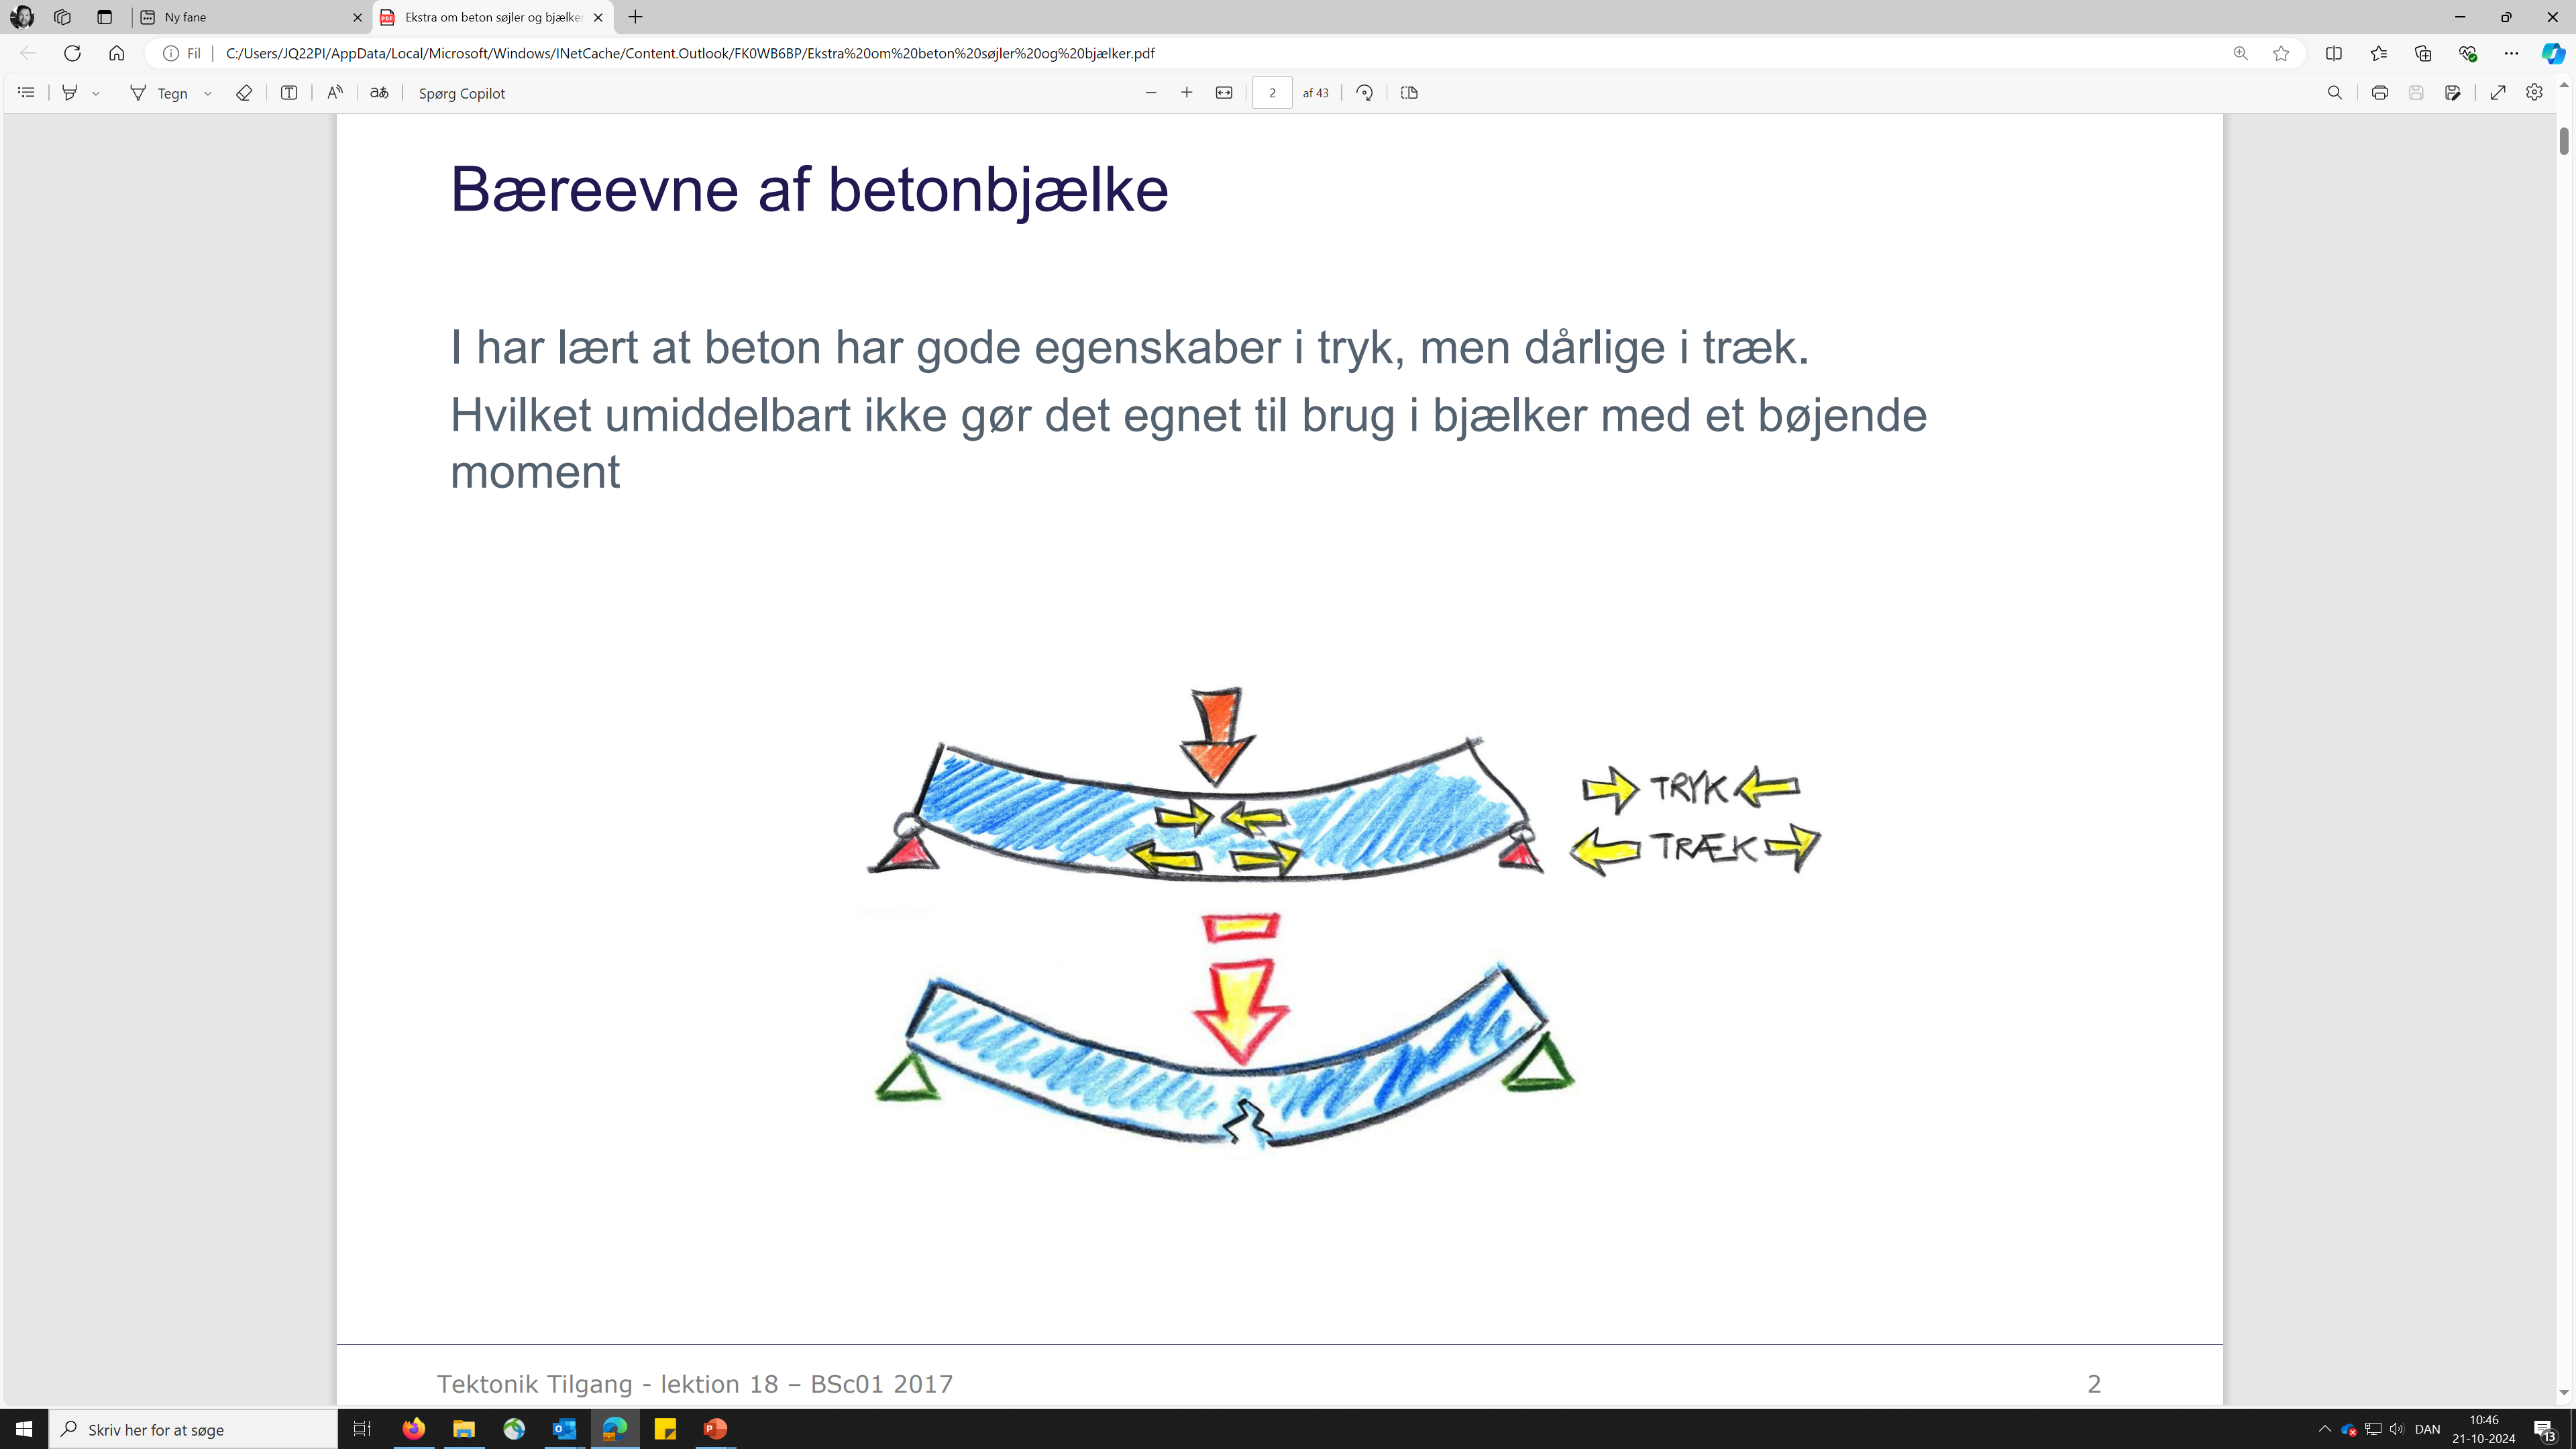 Ny fane
Ekstra om beton søjler og bjælker
Fil
C:/Users/JQ22PI/AppData/Local/Microsoft/Windows/INetCache/Content.Outlook/FK0WB6BP/Ekstra%20om%20beton%20søjler%20og%20bjælker.pdf
Tegn
Spørg Copilot
2 af 43
Bæreevne af betonbjælke
I har lært at beton har gode egenskaber i tryk, men dårlige i træk.
Hvilket umiddelbart ikke gør det egnet til brug i bjælker med et bøjende
moment
TRYK
TRÆK
Tektonik Tilgang - lektion 18 – BSc01 2017
2
Skriv her for at søge
DAN
10:46
21-10-2024
13